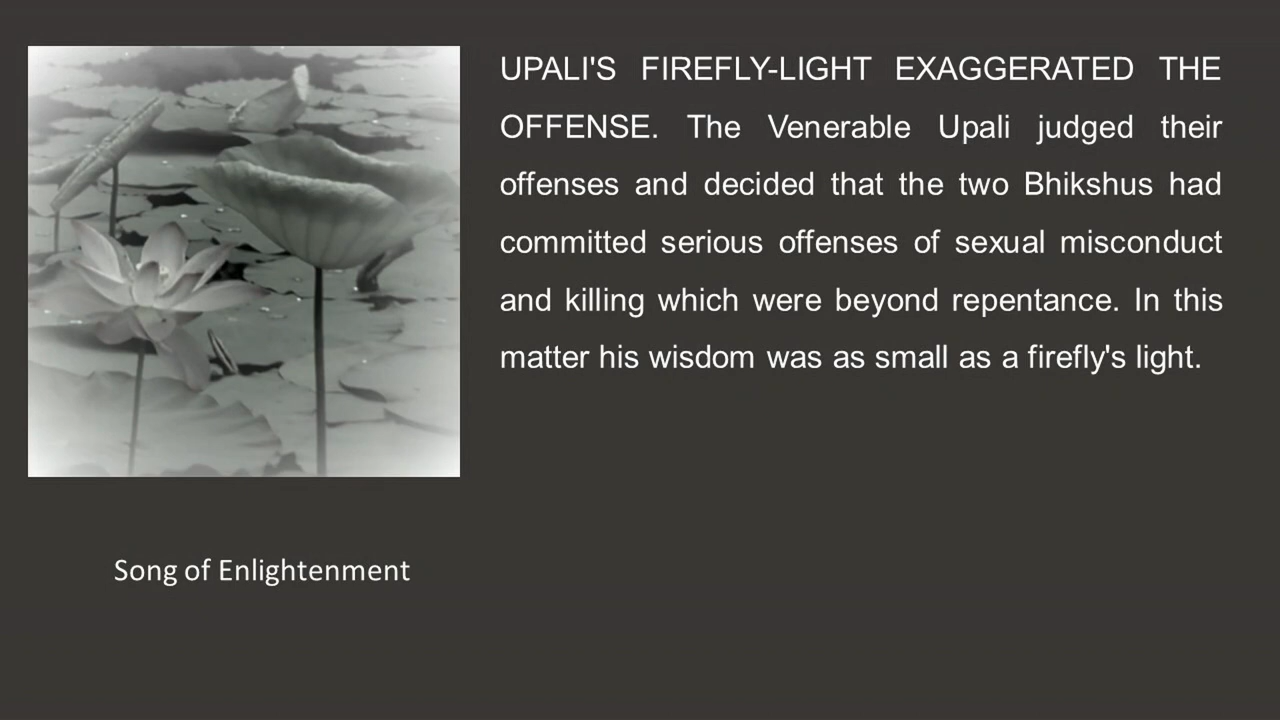 UPALI'S FIREFLY-LIGHT EXAGGERATED THE
OFFENSE. The Venerable Upali judged their
offenses and decided that the two Bhikshus had
committed serious offenses of sexual misconduct
and killing which were beyond repentance. In this
matter his wisdom was as small as a firefly's light.
Song of Enlightenment